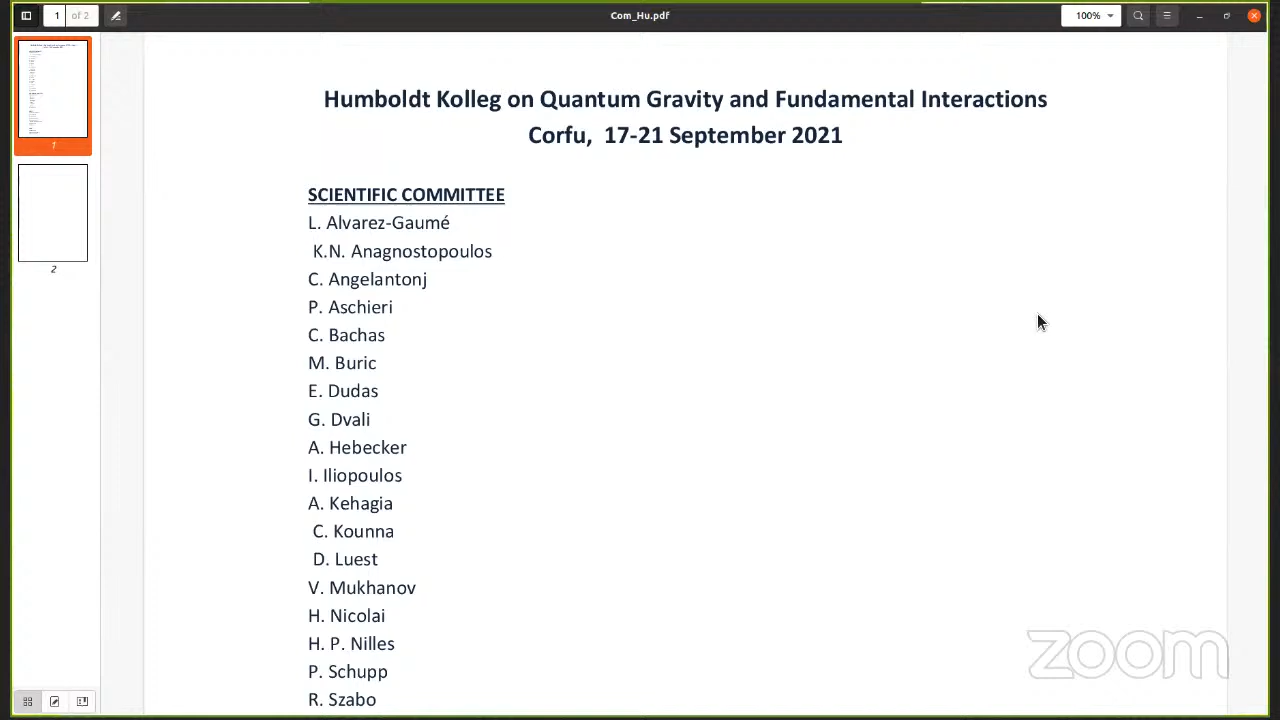 1 of 2
Com_Hu.pdf
100%
1
2
Humboldt Kolleg on Quantum Gravity and Fundamental Interactions
Corfu, 17-21 September 2021
SCIENTIFIC COMMITTEE
L. Alvarez-Gaumé
K.N. Anagnostopoulos
C. Angelantonj
P. Aschieri
C. Bachas
M. Buric
E. Dudas
G. Dvali
A. Hebecker
I. Iliopoulos
A. Kehagia
C. Kounna
D. Luest
V. Mukhanov
H. Nicolai
H. P. Nilles
P. Schupp
R. Szabo
zoom